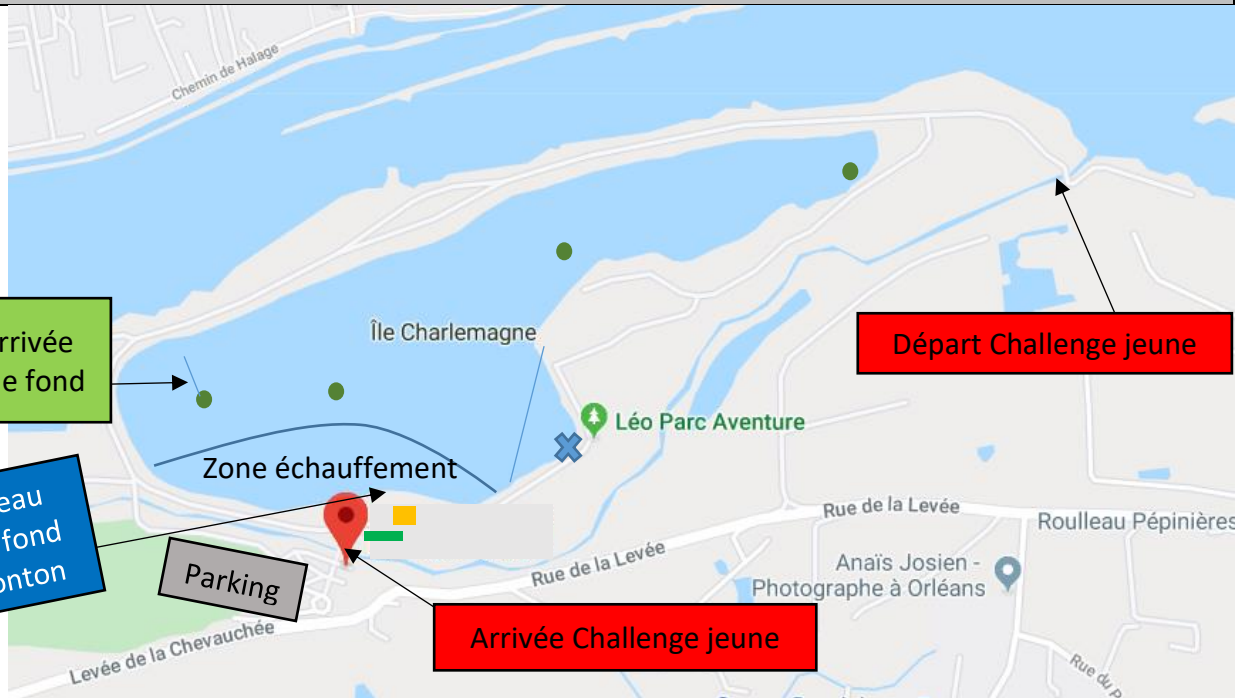 Chemin de Halage
Île Charlemagne
Départ Challenge jeune
rrivée
e fond
Léo Parc Aventure
Zone échauffement
eau
fond
onton
Rue de la Levée
Roulleau Pépinières
Parking
Rue de la Levée
Anaïs Josien -
Photographe à Orléans
Arrivée Challenge jeune
Levée de la Chevauchée
Rue du